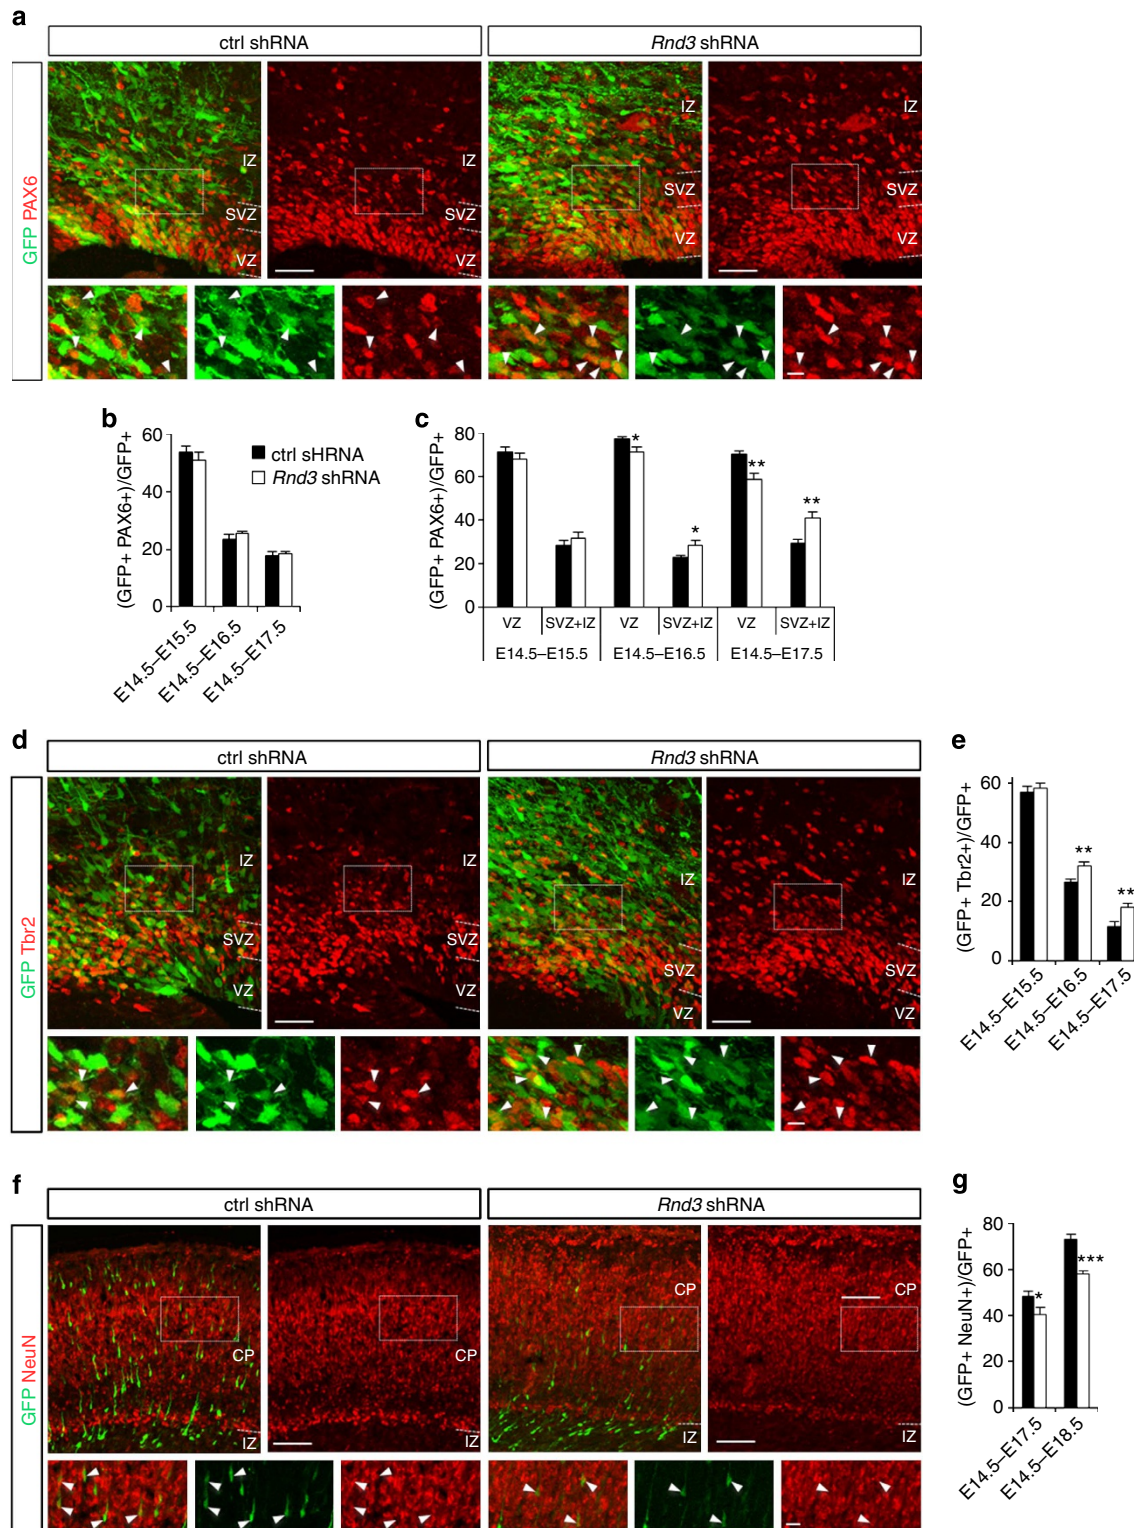 a
ctrl shRNA
Rnd3 shRNA
GFP PAX6
IZ
SVZ
VZ
IZ
SVZ
VZ
IZ
SVZ
VZ
IZ
SVZ
VZ
b
(GFP+ PAX6+)/GFP+
60
40
20
0
ctrl sHRNA
Rnd3 shRNA
E14.5–E15.5
E14.5–E16.5
E14.5–E17.5
c
(GFP+ PAX6+)/GFP+
80
60
40
20
0
*
*
**
**
VZ
SVZ+IZ
VZ
SVZ+IZ
VZ
SVZ+IZ
E14.5–E15.5
E14.5–E16.5
E14.5–E17.5
d
ctrl shRNA
Rnd3 shRNA
GFP Tbr2
IZ
SVZ
VZ
IZ
SVZ
VZ
IZ
SVZ
VZ
IZ
SVZ
VZ
e
(GFP+ Tbr2+)/GFP+
60
40
20
0
**
**
E14.5–E15.5
E14.5–E16.5
E14.5–E17.5
f
ctrl shRNA
Rnd3 shRNA
GFP NeuN
CP
IZ
CP
IZ
CP
IZ
CP
IZ
g
(GFP+ NeuN+)/GFP+
80
60
40
20
0
*
***
E14.5–E17.5
E14.5–E18.5